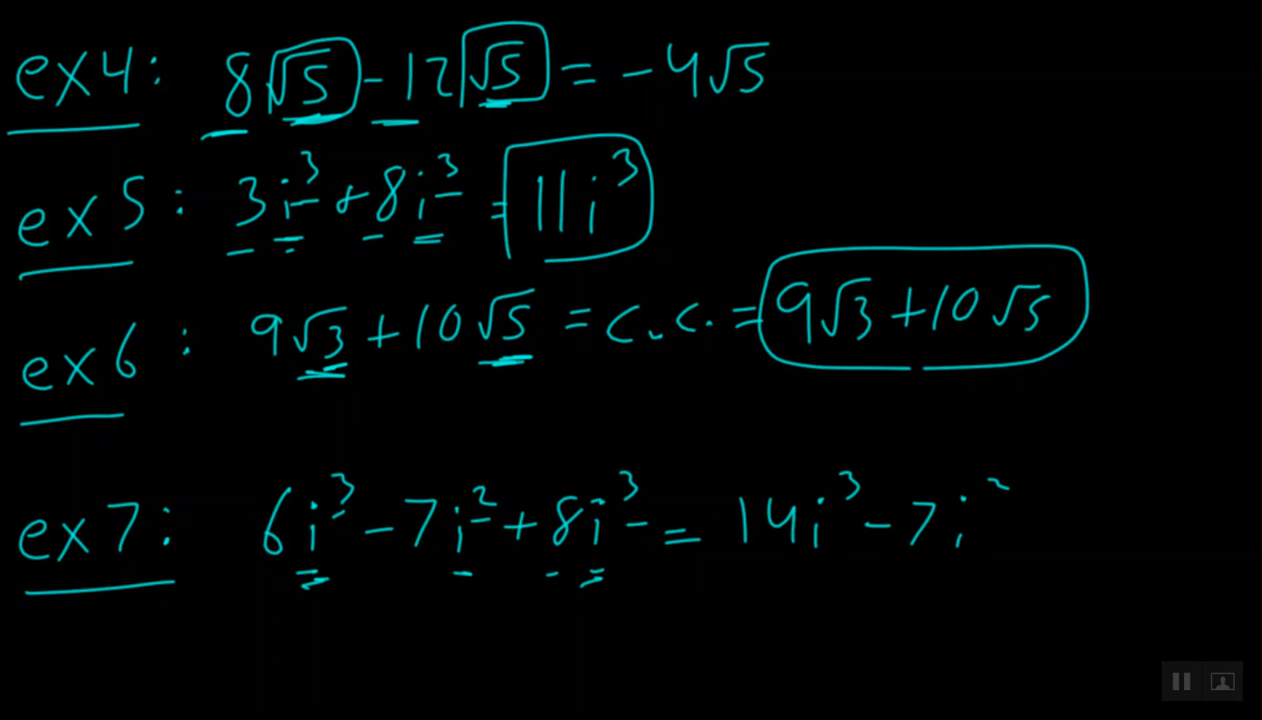 ex4: 8√5 - 12√5 = -4√5
ex5: 3i³ + 8i³ = 11i³
ex6: 9√3 + 10√5 = c.c. = 9√3 + 10√5
ex7: 6i³ - 7i² + 8i³ = 14i³ - 7i²